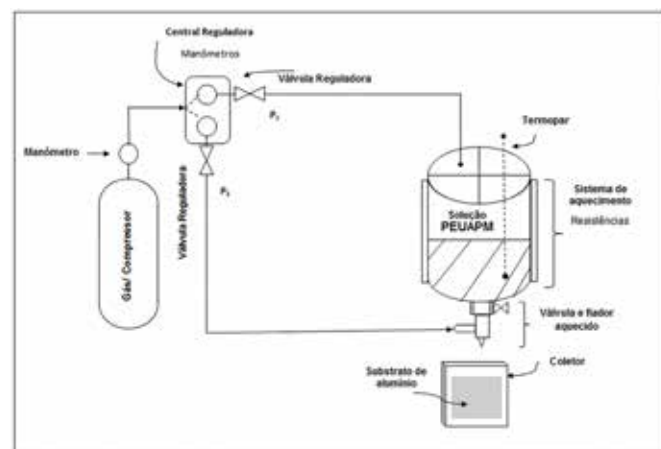 Central Reguladora
Manômetros
Válvula Reguladora
P₁
Termopar
Manômetro
Válvula Reguladora
P₂
Sistema de
aquecimento
Resistências
Solução
PEUAPM
Gás/ Compressor
Válvula e fiador
aquecido
Coletor
Substrato de
alumínio